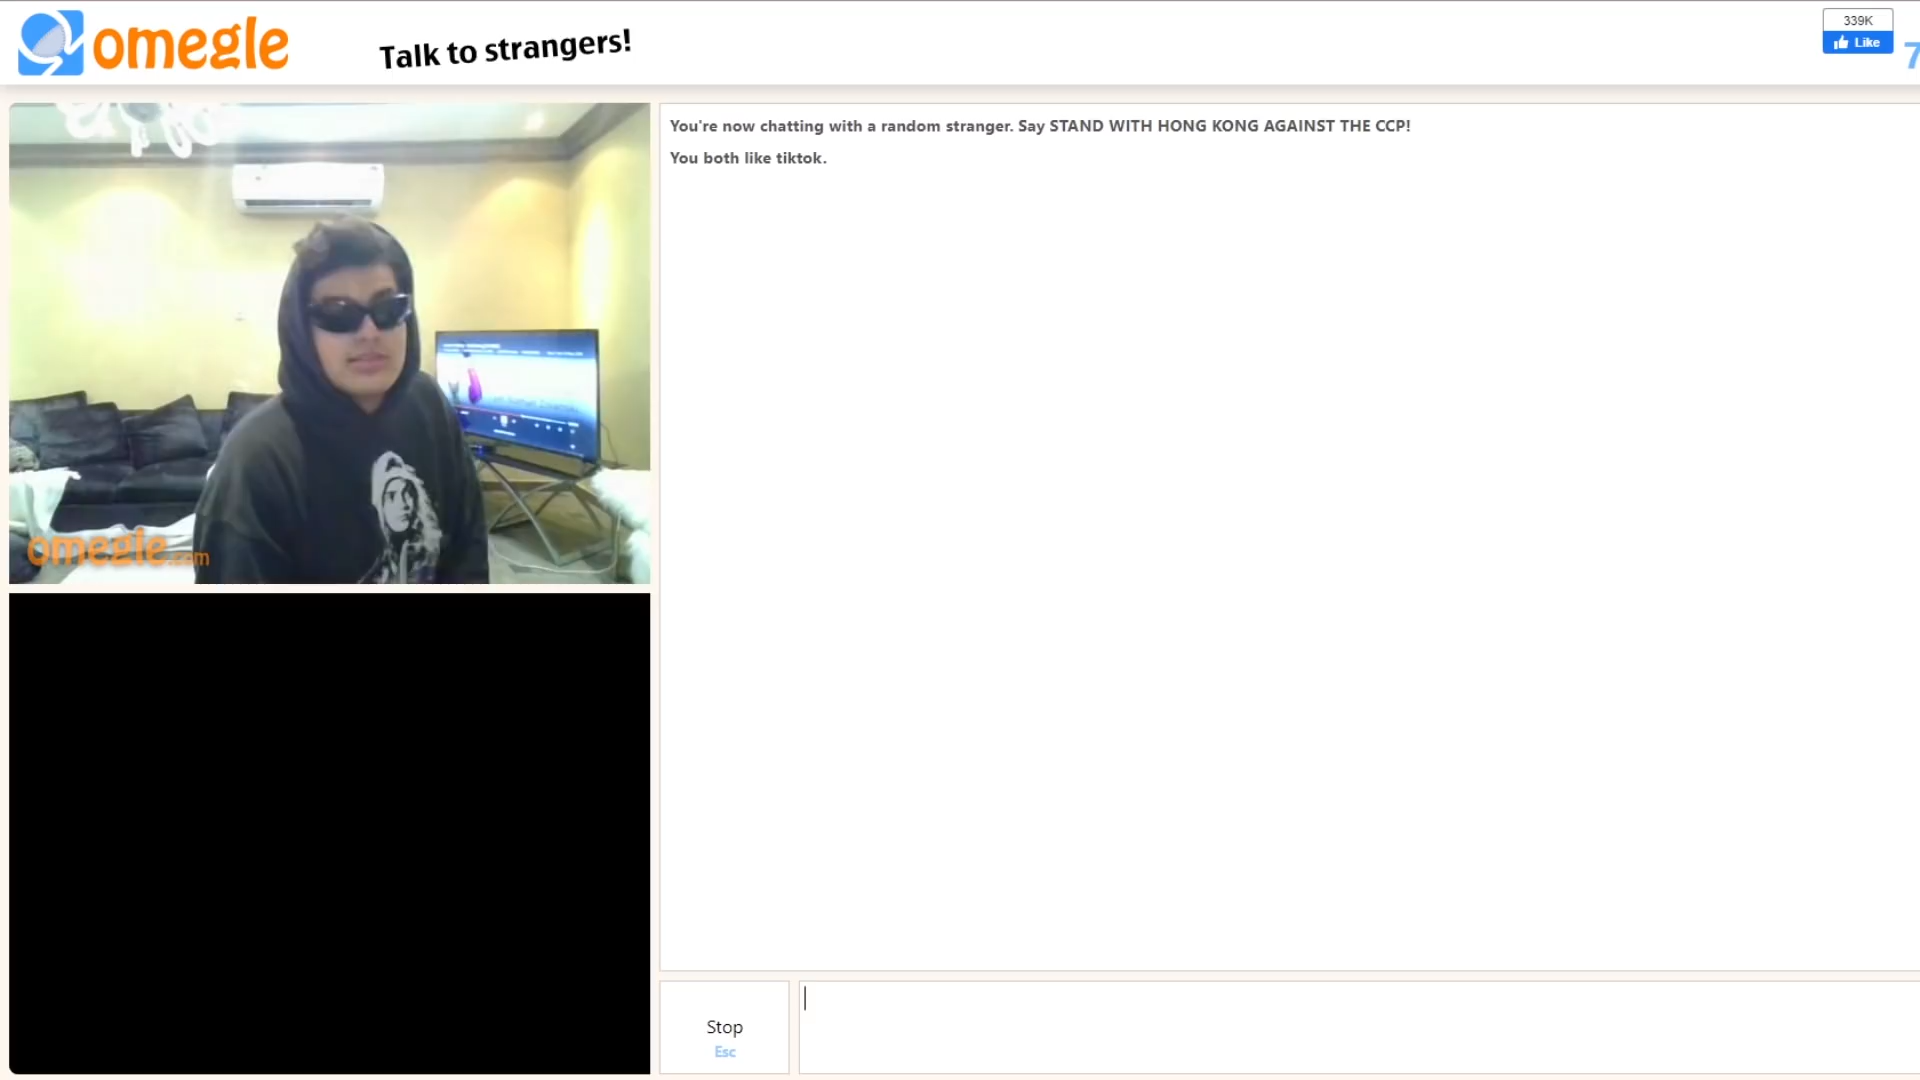 omegle
Talk to strangers!
339K
Like
7
You're now chatting with a random stranger. Say STAND WITH HONG KONG AGAINST THE CCP!
You both like tiktok.
omegle.com
Stop
Esc